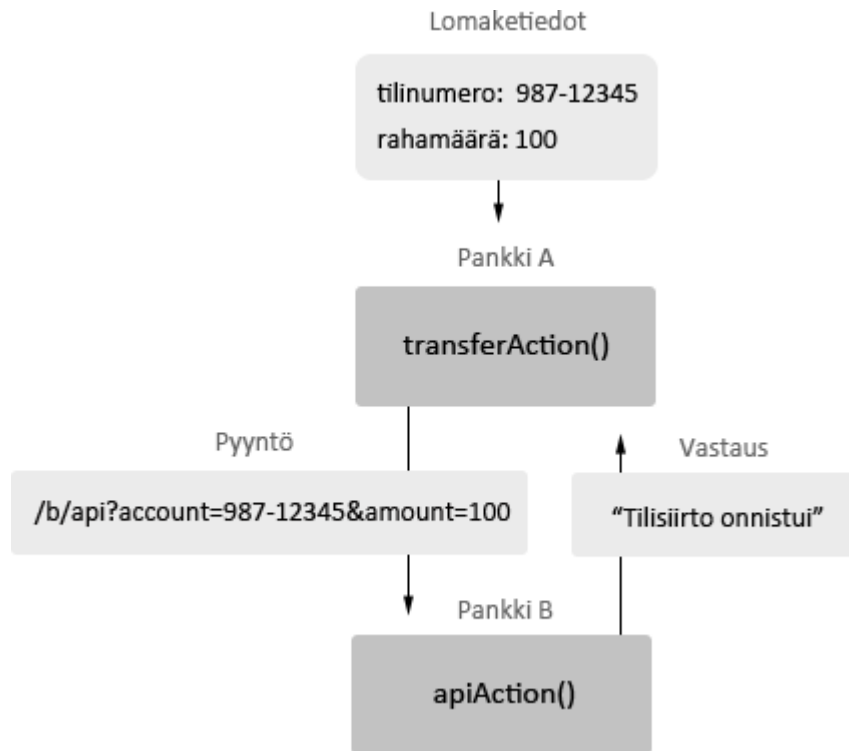 Lomaketiedot
tilinumero: 987-12345
rahamäärä: 100
Pankki A
transferAction()
Pyyntö
/b/api?account=987-12345&amount=100
Vastaus
“Tilisiirto onnistui”
Pankki B
apiAction()